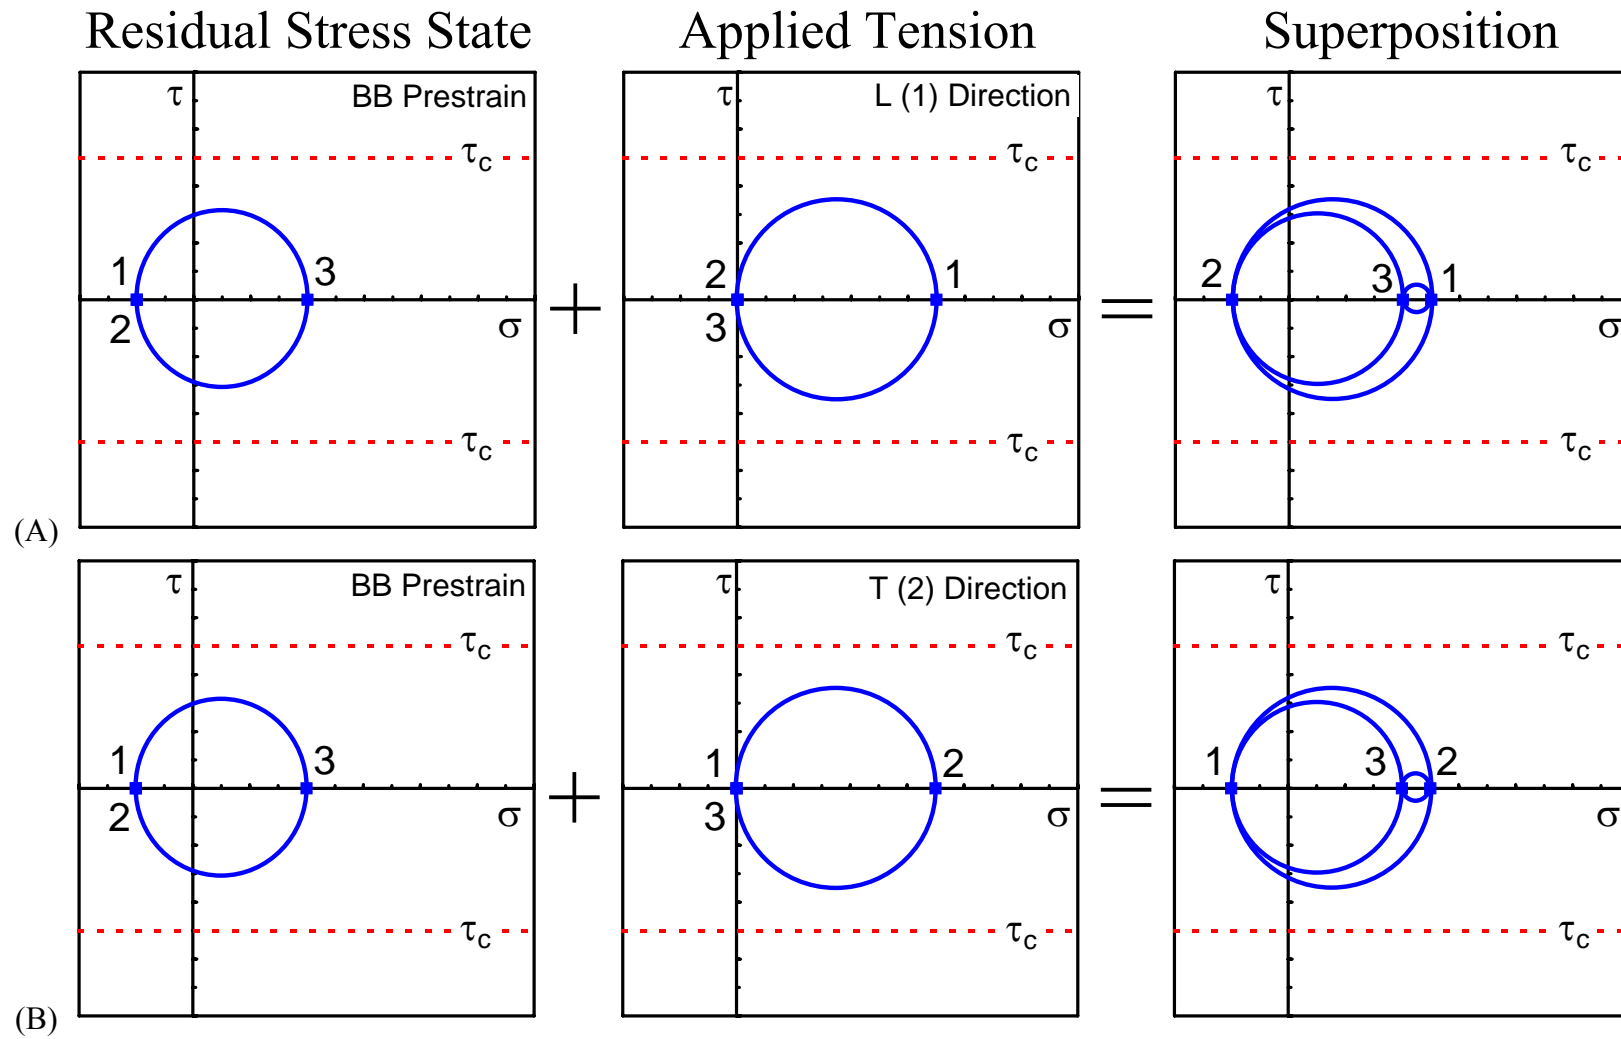 Residual Stress State Applied Tension Superposition
τ BB Prestrain τ L (1) Direction τ
τc τc τc
1 3 2 1 2 3 1
+ =
2 σ 3 σ σ
τc τc τc
(A)
τ BB Prestrain τ T (2) Direction τ
τc τc τc
1 3 1 2 1 3 2
+ =
2 σ 3 σ σ
τc τc τc
(B)